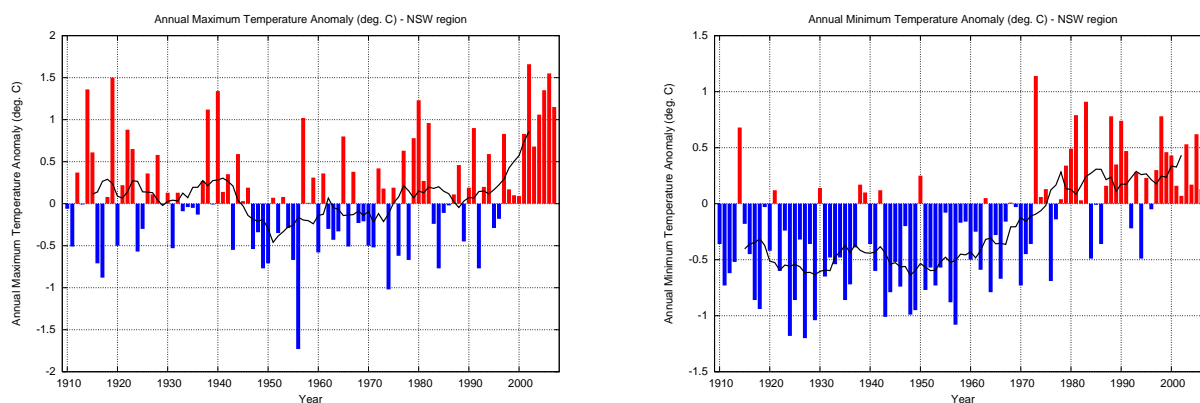 Annual Maximum Temperature Anomaly (deg. C) - NSW region
Annual Maximum Temperature Anomaly (deg. C)
2
1.5
1
0.5
0
-0.5
-1
-1.5
-2
1910 1920 1930 1940 1950 1960 1970 1980 1990 2000
Year
Annual Minimum Temperature Anomaly (deg. C) - NSW region
Annual Minimum Temperature Anomaly (deg. C)
1.5
1
0.5
0
-0.5
-1
-1.5
1910 1920 1930 1940 1950 1960 1970 1980 1990 2000
Year